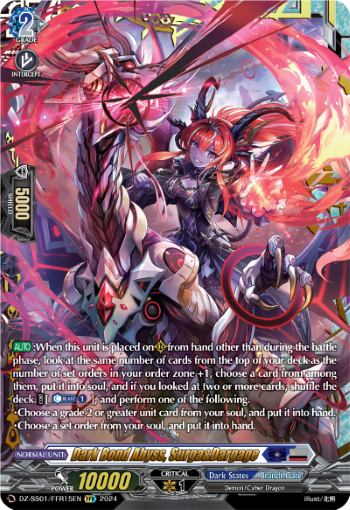 2
GRADE
INTERCEPT
5000
SHIELD
AUTO :When this unit is placed on from hand other than during the battle
phase, look at the same number of cards from the top of your deck as the
number of set orders in your order zone +1, choose a card from among
them, put it into soul, and if you looked at two or more cards, shuffle the
deck. 1 , and perform one of the following.
・Choose a grade 2 or greater unit card from your soul, and put it into hand.
・Choose a set order from your soul, and put it into hand.
NORMAL UNIT Dark Bond Abyss, Surpa&Darpage
POWER 10000
CRITICAL
1
Dark States Brandt Gate
Demon/Cyber Dragon
DZ-SS01/FFR15EN FFR 2024
illust/北熊